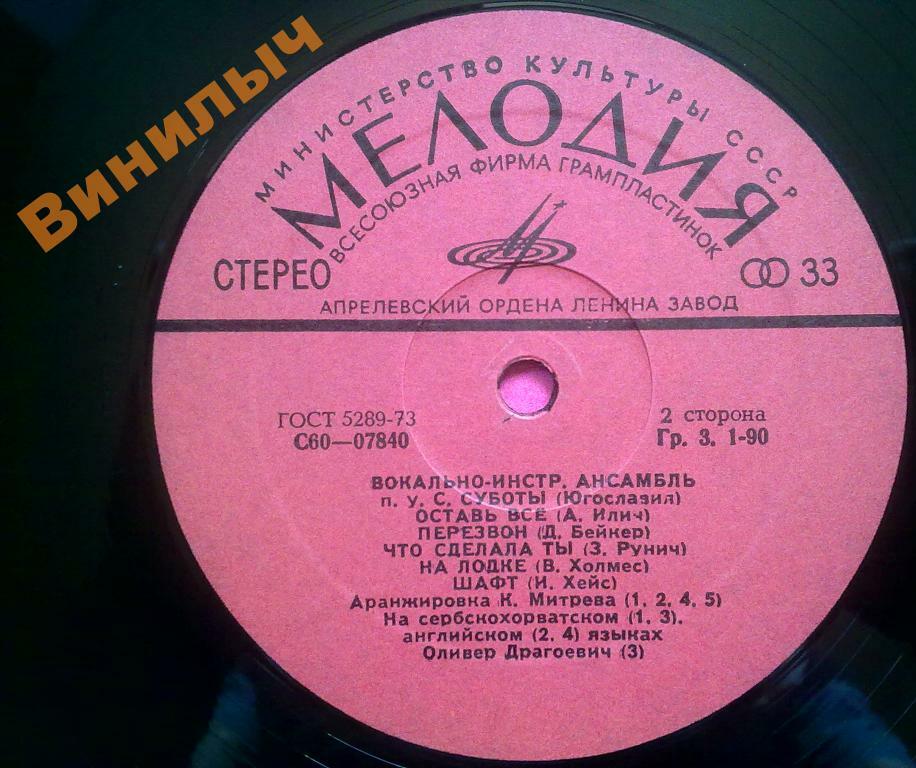 Винилыч
МИНИСТЕРСТВО КУЛЬТУРЫ СССР
МЕЛОДИЯ
ВСЕСОЮЗНАЯ ФИРМА ГРАМПЛАСТИНОК
СТЕРЕО
33
АПРЕЛЕВСКИЙ ОРДЕНА ЛЕНИНА ЗАВОД
ГОСТ 5289-73
С60—07840
2 сторона
Гр. 3. 1-90
ВОКАЛЬНО-ИНСТР. АНСАМБЛЬ
п. у. С. СУБОТЫ (Югославия)
ОСТАВЬ ВСЕ (А. Илич)
ПЕРЕЗВОН (Д. Бейкер)
ЧТО СДЕЛАЛА ТЫ (З. Рунич)
НА ЛОДКЕ (В. Холмес)
ШАФТ (И. Хейс)
Аранжировка К. Митрева (1, 2, 4, 5)
На сербскохорватском (1, 3),
английском (2, 4) языках
Оливер Драгоевич (3)